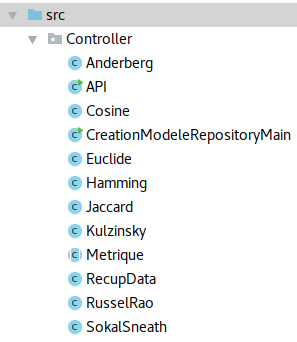 src
Controller
Anderberg
API
Cosine
CreationModeleRepositoryMain
Euclide
Hamming
Jaccard
Kulzinsky
Metrique
RecupData
RusselRao
SokalSneath